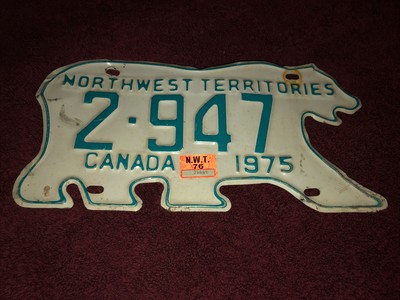 NORTHWEST TERRITORIES
2·947
CANADA 1975
N.W.T.
76